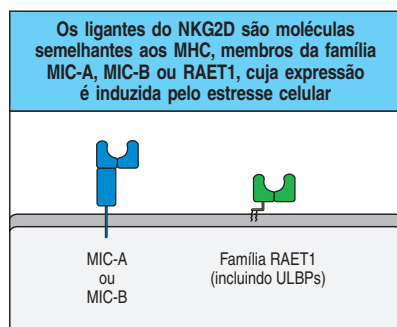 Os ligantes do NKG2D são moléculas
semelhantes aos MHC, membros da família
MIC-A, MIC-B ou RAET1, cuja expressão
é induzida pelo estresse celular
MIC-A
ou
MIC-B
Família RAET1
(incluindo ULBPs)